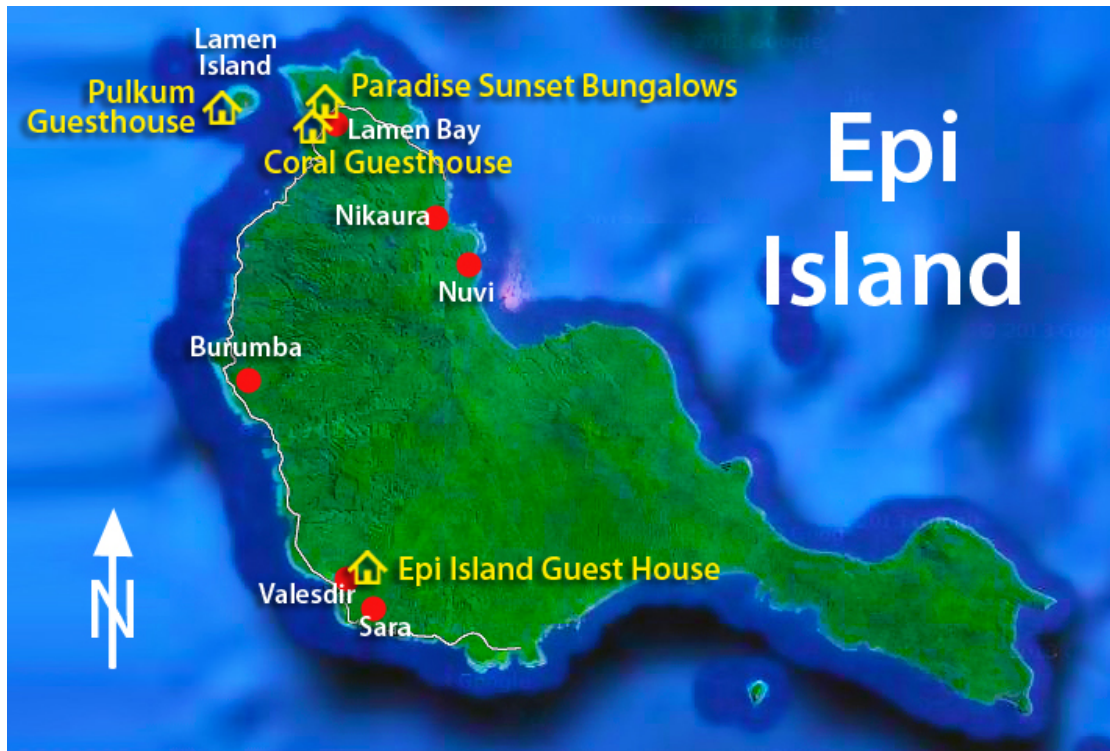 Lamen
Island
Pulkum
Guesthouse
Paradise Sunset Bungalows
Lamen Bay
Coral Guesthouse
Epi
Island
Nikaura
Nuvi
Burumba
Epi Island Guest House
Valesdir
Sara
N